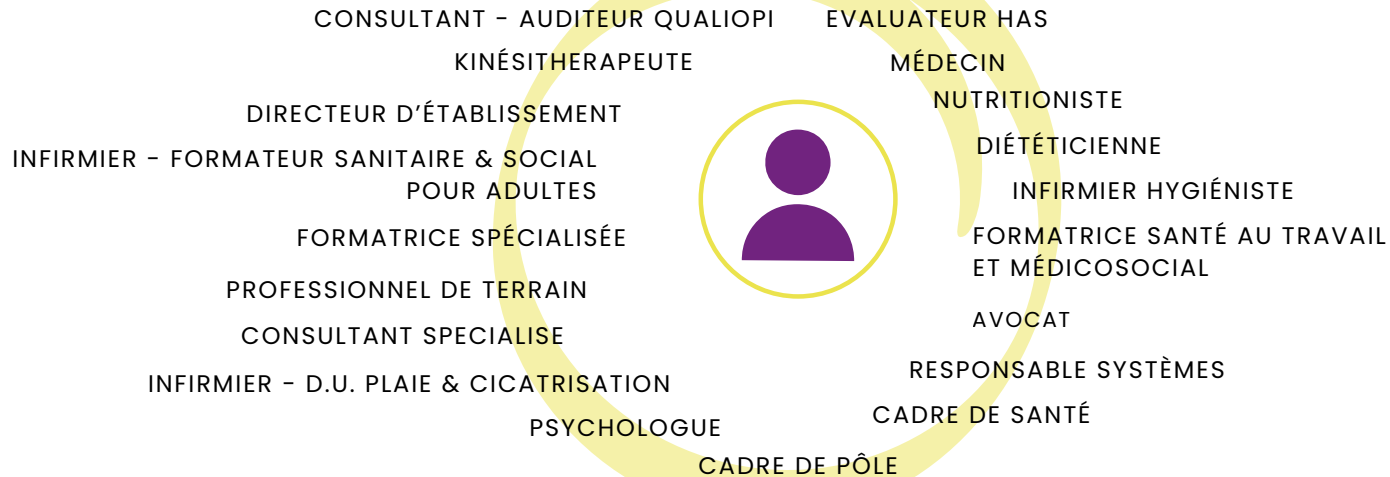 CONSULTANT - AUDITEUR QUALIOPI
EVALUATEUR HAS
KINÉSITHERAPEUTE
MÉDECIN
NUTRITIONISTE
DIRECTEUR D'ÉTABLISSEMENT
DIÉTÉTICIENNE
INFIRMIER - FORMATEUR SANITAIRE & SOCIAL
POUR ADULTES
INFIRMIER HYGIÉNISTE
FORMATRICE SPÉCIALISÉE
FORMATRICE SANTÉ AU TRAVAIL
ET MÉDICOSOCIAL
PROFESSIONNEL DE TERRAIN
AVOCAT
CONSULTANT SPECIALISE
RESPONSABLE SYSTÈMES
INFIRMIER - D.U. PLAIE & CICATRISATION
CADRE DE SANTÉ
PSYCHOLOGUE
CADRE DE PÔLE